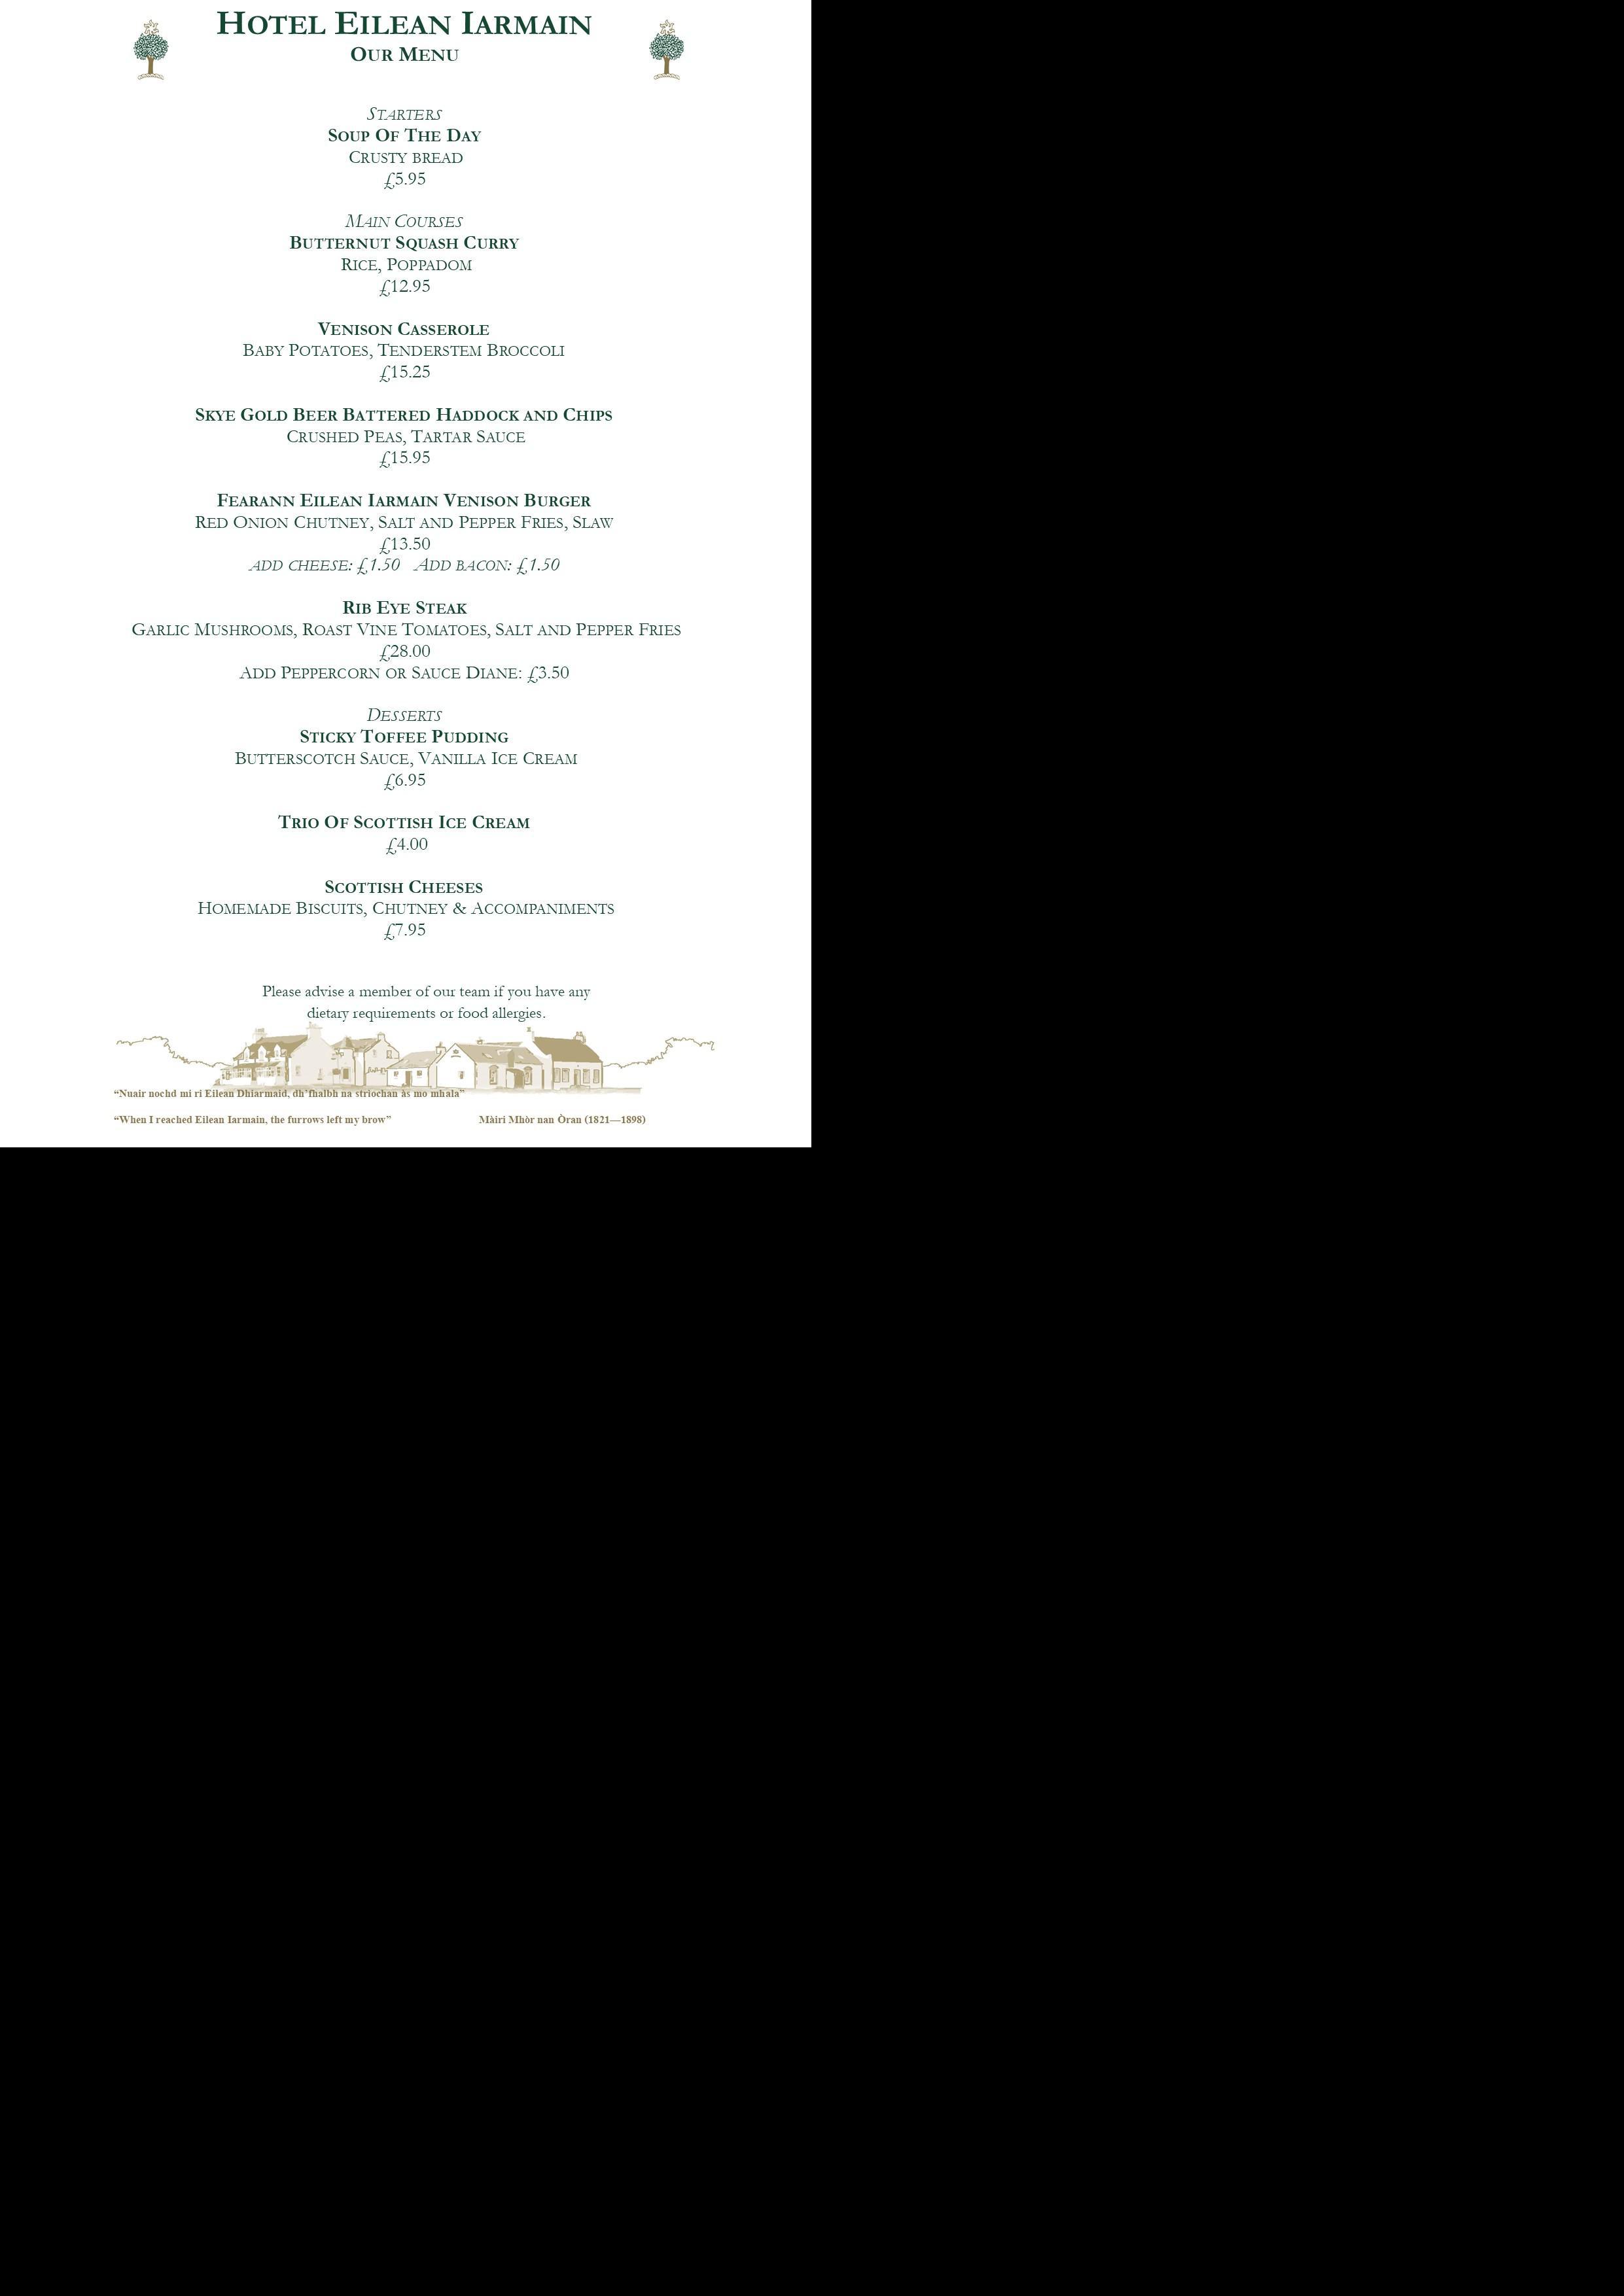 Hotel Eilean Iarmain
Our Menu
Starters
Soup Of The Day
Crusty bread
£5.95
Main Courses
Butternut Squash Curry
Rice, Poppadom
£12.95
Venison Casserole
Baby Potatoes, Tenderstem Broccoli
£15.25
Skye Gold Beer Battered Haddock and Chips
Crushed Peas, Tartar Sauce
£15.95
Fearann Eilean Iarmain Venison Burger
Red Onion Chutney, Salt and Pepper Fries, Slaw
£13.50
add cheese: £1.50 Add bacon: £1.50
Rib Eye Steak
Garlic Mushrooms, Roast Vine Tomatoes, Salt and Pepper Fries
£28.00
Add Peppercorn or Sauce Diane: £3.50
Desserts
Sticky Toffee Pudding
Butterscotch Sauce, Vanilla Ice Cream
£6.95
Trio Of Scottish Ice Cream
£4.00
Scottish Cheeses
Homemade Biscuits, Chutney & Accompaniments
£7.95
Please advise a member of our team if you have any
dietary requirements or food allergies.
“Nuair nochd mi ri Eilean Dhiarmaid, dh’fhalbh na striochan às mo mhala”
“When I reached Eilean Iarmain, the furrows left my brow” Màiri Mhòr nan Òran (1821—1898)